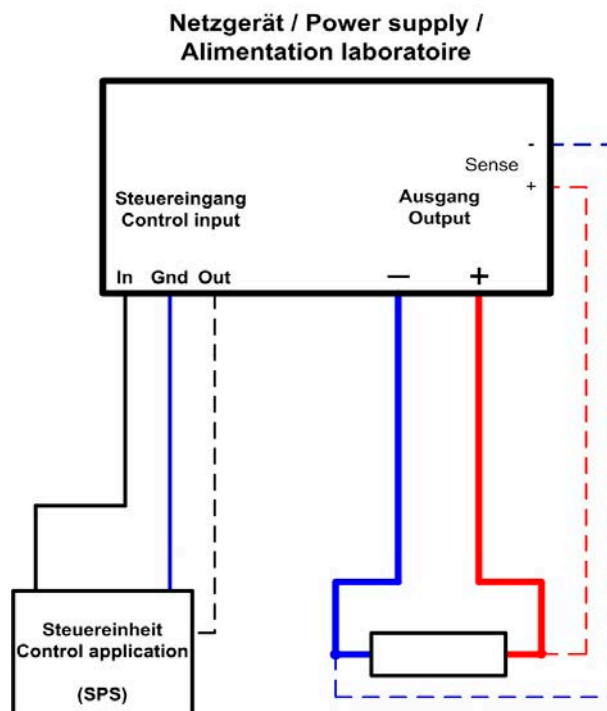 Netzgerät / Power supply /
Alimentation laboratoire
-
Sense
+
Steuereingang
Control input
Ausgang
Output
In Gnd Out
— +
Steuereinheit
Control application
(SPS)